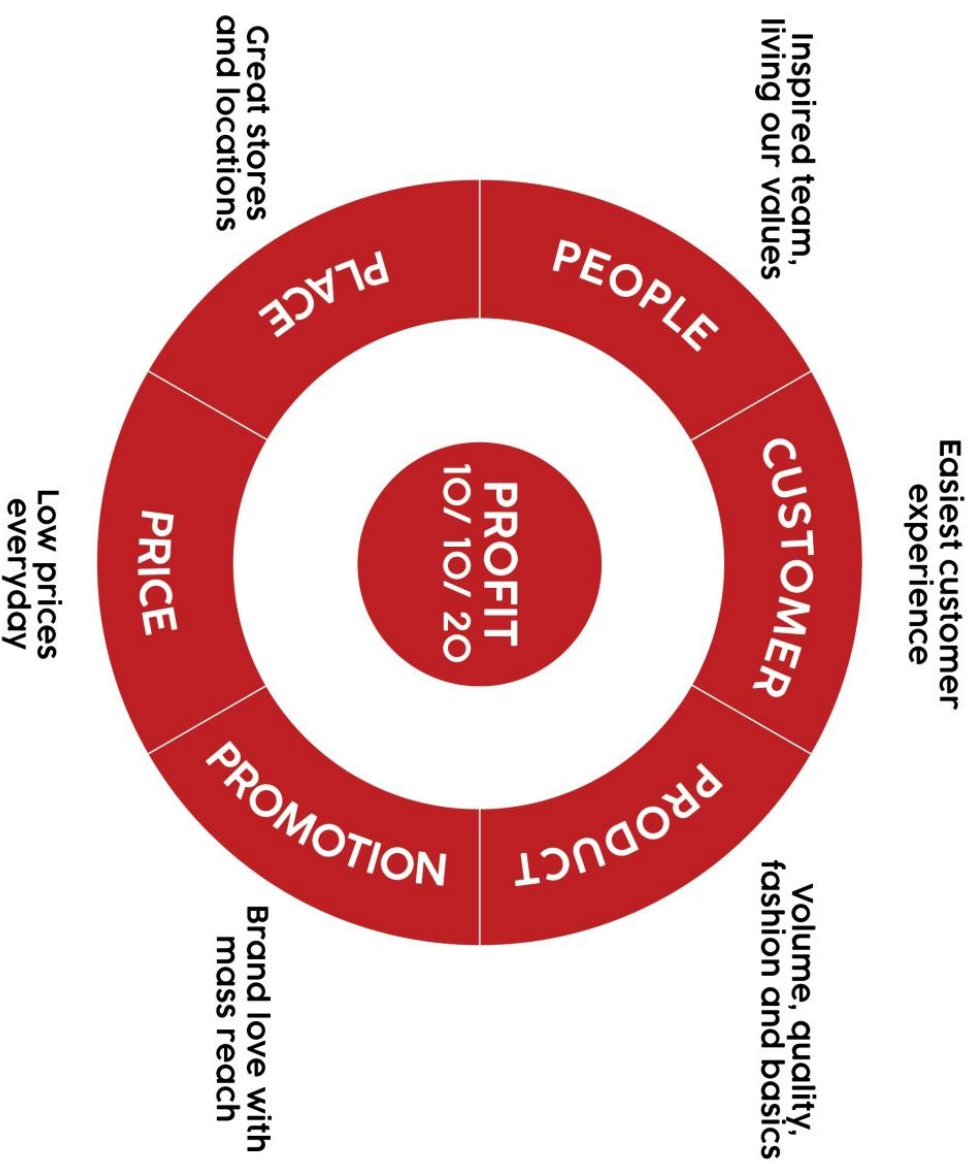 Easiest customer
experience
CUSTOMER
Volume, quality,
fashion and basics
PRODUCT
Brand love with
mass reach
PROMOTION
Low prices
everyday
PRICE
Great stores
and locations
PLACE
Inspired team,
living our values
PEOPLE
PROFIT
10/ 10/ 20